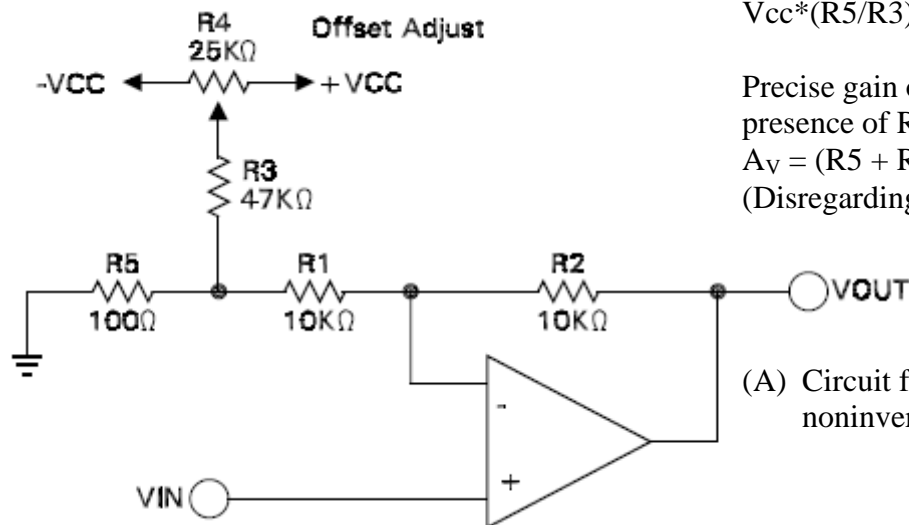 R4
25KΩ
Offset Adjust
-VCC
+ VCC
R3
47KΩ
R5
100Ω
R1
10KΩ
R2
10KΩ
VOUT
-
+
VIN
Vcc*(R5/R3)
Precise gain
presence of R
AV = (R5 + R
(Disregarding
(A) Circuit f
noninver